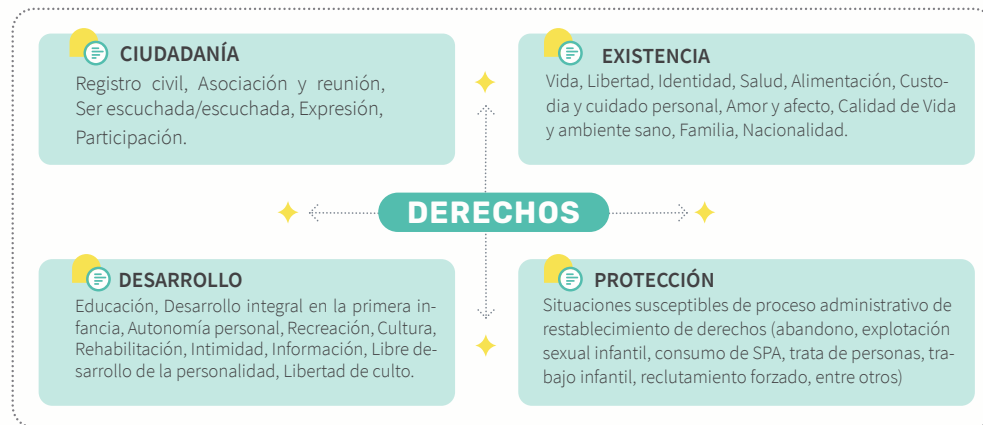 CIUDADANÍA
Registro civil, Asociación y reunión,
Ser escuchada/escuchada, Expresión,
Participación.
EXISTENCIA
Vida, Libertad, Identidad, Salud, Alimentación, Custo-
dia y cuidado personal, Amor y afecto, Calidad de Vida
y ambiente sano, Familia, Nacionalidad.
DERECHOS
DESARROLLO
Educación, Desarrollo integral en la primera in-
fancia, Autonomía personal, Recreación, Cultura,
Rehabilitación, Intimidad, Información, Libre de-
sarrollo de la personalidad, Libertad de culto.
PROTECCIÓN
Situaciones susceptibles de proceso administrativo de
restablecimiento de derechos (abandono, explotación
sexual infantil, consumo de SPA, trata de personas, tra-
bajo infantil, reclutamiento forzado, entre otros)